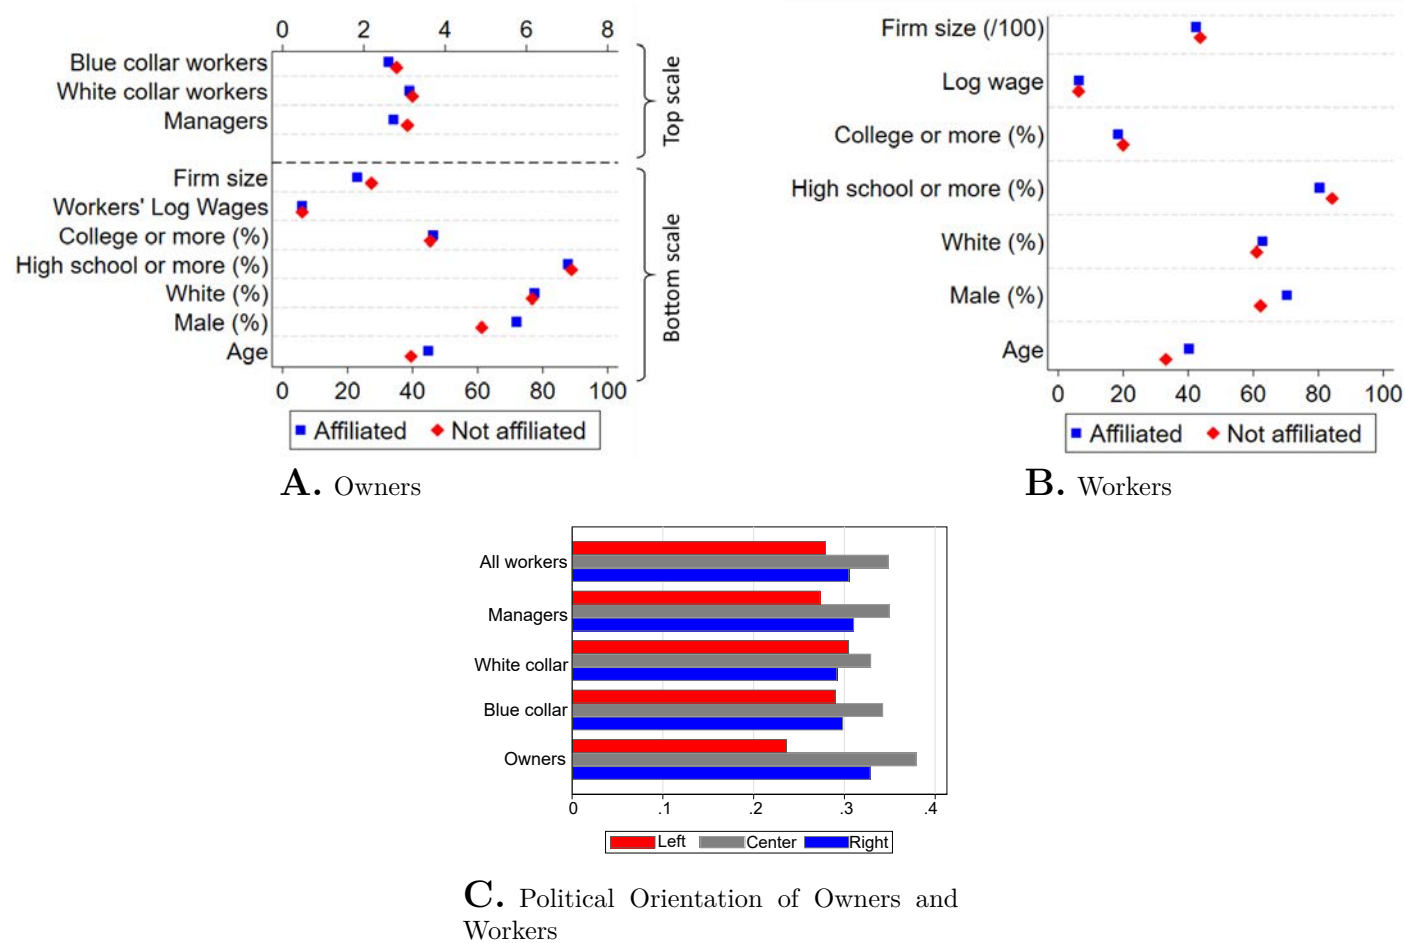 0 2 4 6 8
Blue collar workers
White collar workers
Managers
Top scale
Firm size
Workers' Log Wages
College or more (%)
High school or more (%)
White (%)
Male (%)
Age
Bottom scale
0 20 40 60 80 100
Affiliated Not affiliated
A. Owners
Firm size (/100)
Log wage
College or more (%)
High school or more (%)
White (%)
Male (%)
Age
0 20 40 60 80 100
Affiliated Not affiliated
B. Workers
All workers
Managers
White collar
Blue collar
Owners
0 .1 .2 .3 .4
Left Center Right
C. Political Orientation of Owners and
Workers